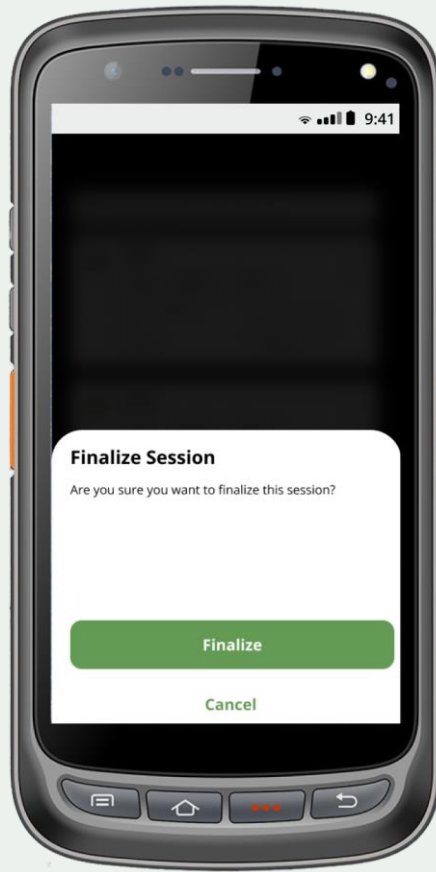 9:41
Finalize Session
Are you sure you want to finalize this session?
Finalize
Cancel